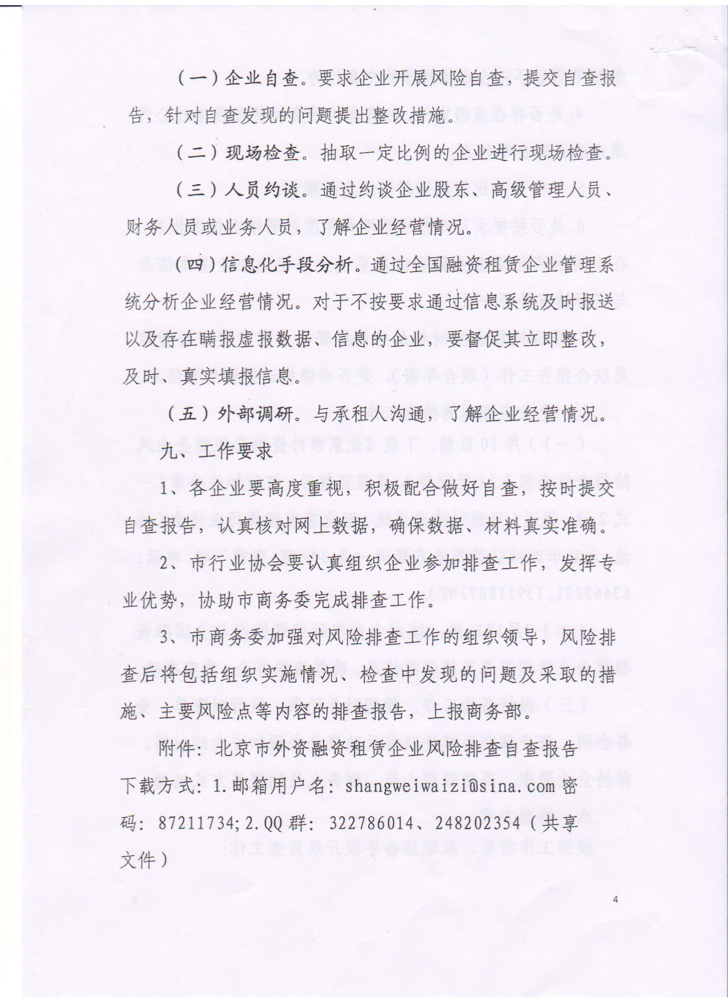 （一）企业自查。要求企业开展风险自查，提交自查报
告，针对自查发现的问题提出整改措施。
（二）现场检查。抽取一定比例的企业进行现场检查。
（三）人员约谈。通过约谈企业股东、高级管理人员、
财务人员或业务人员，了解企业经营情况。
（四）信息化手段分析。通过全国融资租赁企业管理系
统分析企业经营情况。对于不按要求通过信息系统及时报送
以及存在瞒报虚报数据、信息的企业，要督促其立即整改，
及时、真实填报信息。
（五）外部调研。与承租人沟通，了解企业经营情况。
九、工作要求
1、各企业要高度重视，积极配合做好自查，按时提交
自查报告，认真核对网上数据，确保数据、材料真实准确。
2、市行业协会要认真组织企业参加排查工作，发挥专
业优势，协助市商务委完成排查工作。
3、市商务委加强对风险排查工作的组织领导，风险排
查后将包括组织实施情况、检查中发现的问题及采取的措
施、主要风险点等内容的排查报告，上报商务部。
附件：北京市外资融资租赁企业风险排查自查报告
下载方式：1.邮箱用户名：shangweiwaizi@sina.com 密
码：87211734;2.QQ 群：322786014、248202354（共享
文件）
4